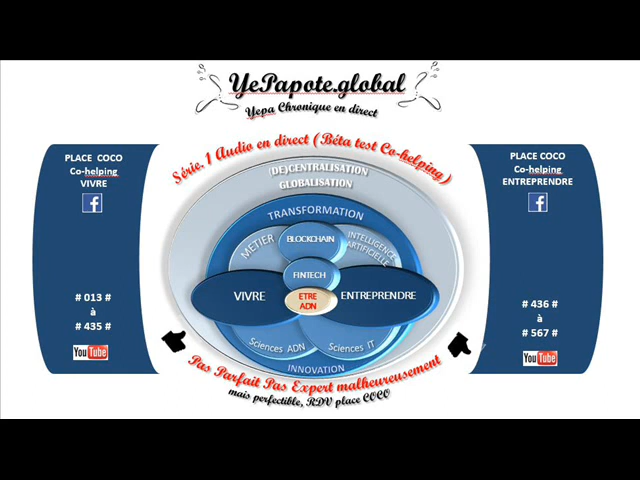 YePapote.global
Yepa Chronique en direct
Série, 1 Audio en direct (Béta test Co-helping)
PLACE COCO
Co-helping
VIVRE
# 013 #
à
# 435 #
YouTube
(DE)CENTRALISATION
GLOBALISATION
TRANSFORMATION
METIER
BLOCKCHAIN
INTELLIGENCE
ARTIFICIELLE
FINTECH
VIVRE
ETRE
ADN
ENTREPRENDRE
Sciences ADN
Sciences IT
INNOVATION
PLACE COCO
Co-helping
ENTREPRENDRE
# 436 #
à
# 567 #
YouTube
Pas Parfait Pas Expert malheureusement
mais perfectible, RDV place COCO